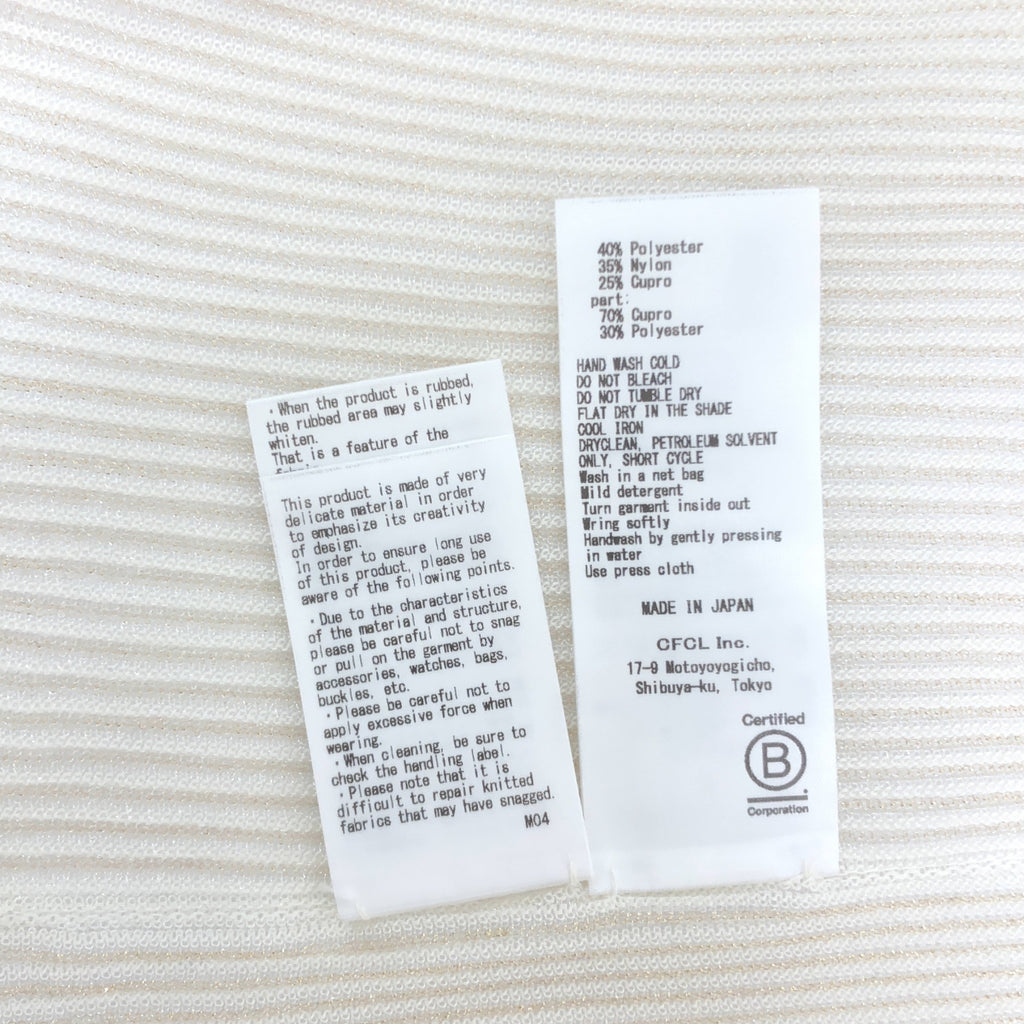 · When the product is rubbed,
the rubbed area may slightly
whiten.
That is a feature of the
This product is made of very
delicate material in order
to emphasize its creativity
of design.
In order to ensure long use
of this product, please be
aware of the following points.
· Due to the characteristics
of the material and structure,
please be careful not to snag
or pull on the garment by
accessories, watches, bags,
buckles, etc.
· Please be careful not to
apply excessive force when
wearing.
· When cleaning, be sure to
check the handling label.
· Please note that it is
difficult to repair knitted
fabrics that may have snagged.
M04
40% Polyester
35% Nylon
25% Cupro
part:
70% Cupro
30% Polyester
HAND WASH COLD
DO NOT BLEACH
DO NOT TUMBLE DRY
FLAT DRY IN THE SHADE
COOL IRON
DRYCLEAN, PETROLEUM SOLVENT
ONLY, SHORT CYCLE
Wash in a net bag
Mild detergent
Turn garment inside out
Wring softly
Handwash by gently pressing
in water
Use press cloth
MADE IN JAPAN
CFCL Inc.
17-9 Motoyoyogicho,
Shibuya-ku, Tokyo
Certified
B
Corporation